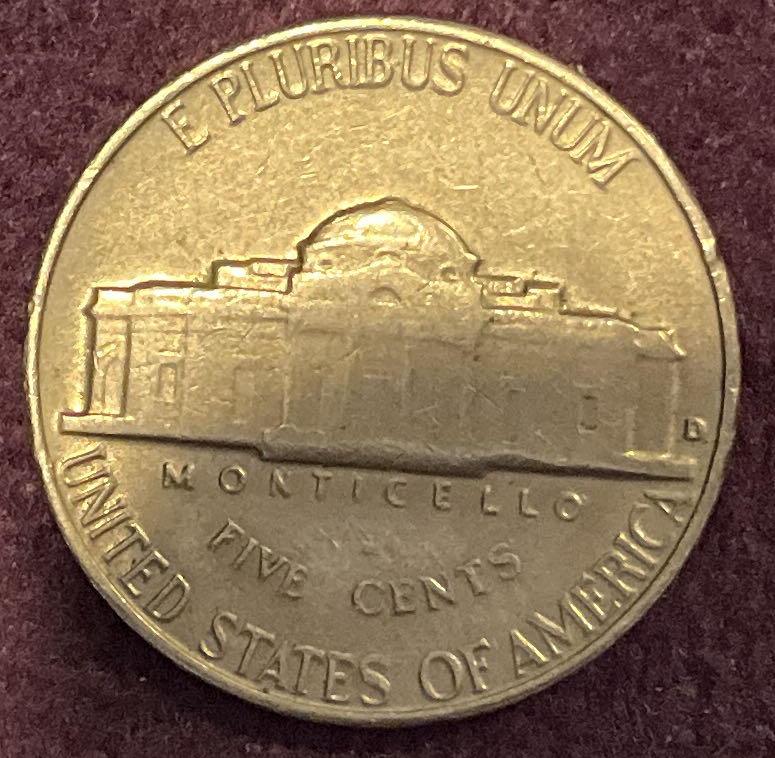 E PLURIBUS UNUM
D
MONTICELLO
FIVE CENTS
UNITED STATES OF AMERICA